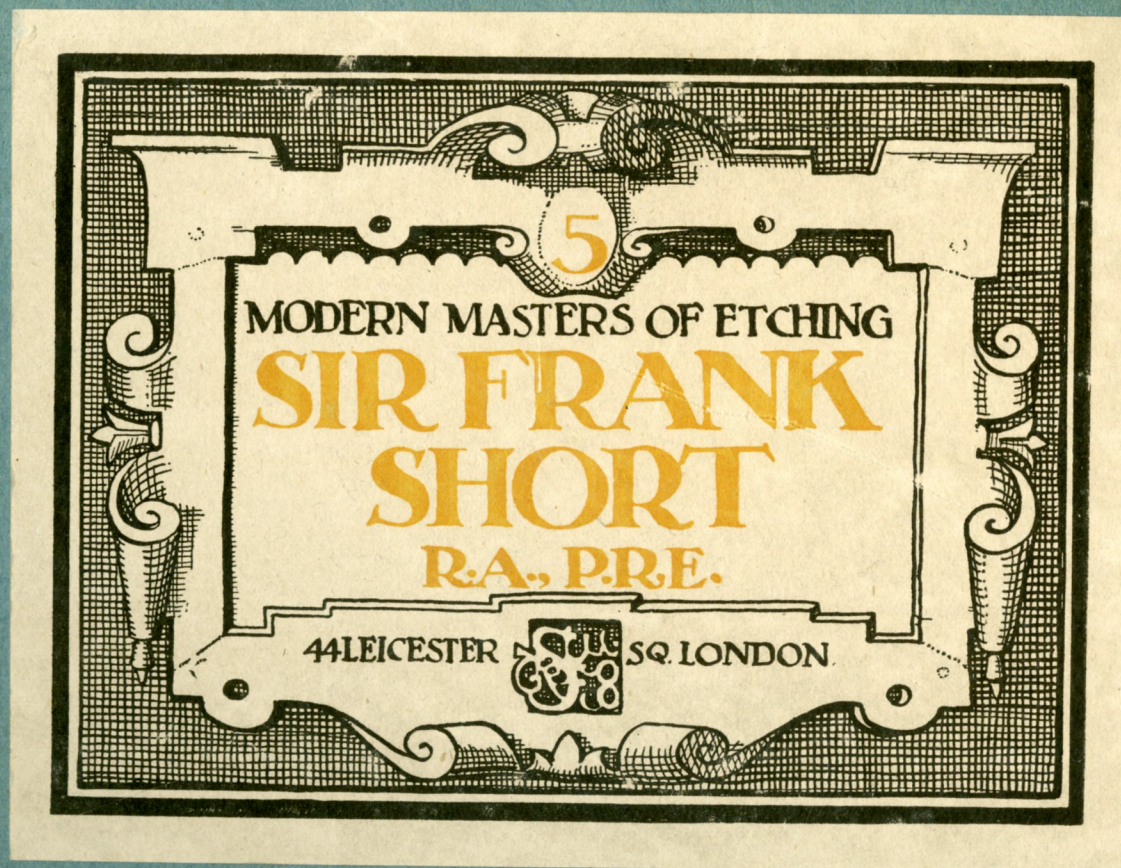 5
MODERN MASTERS OF ETCHING
SIR FRANK
SHORT
R.A., P.R.E.
44 LEICESTER SQ. LONDON.